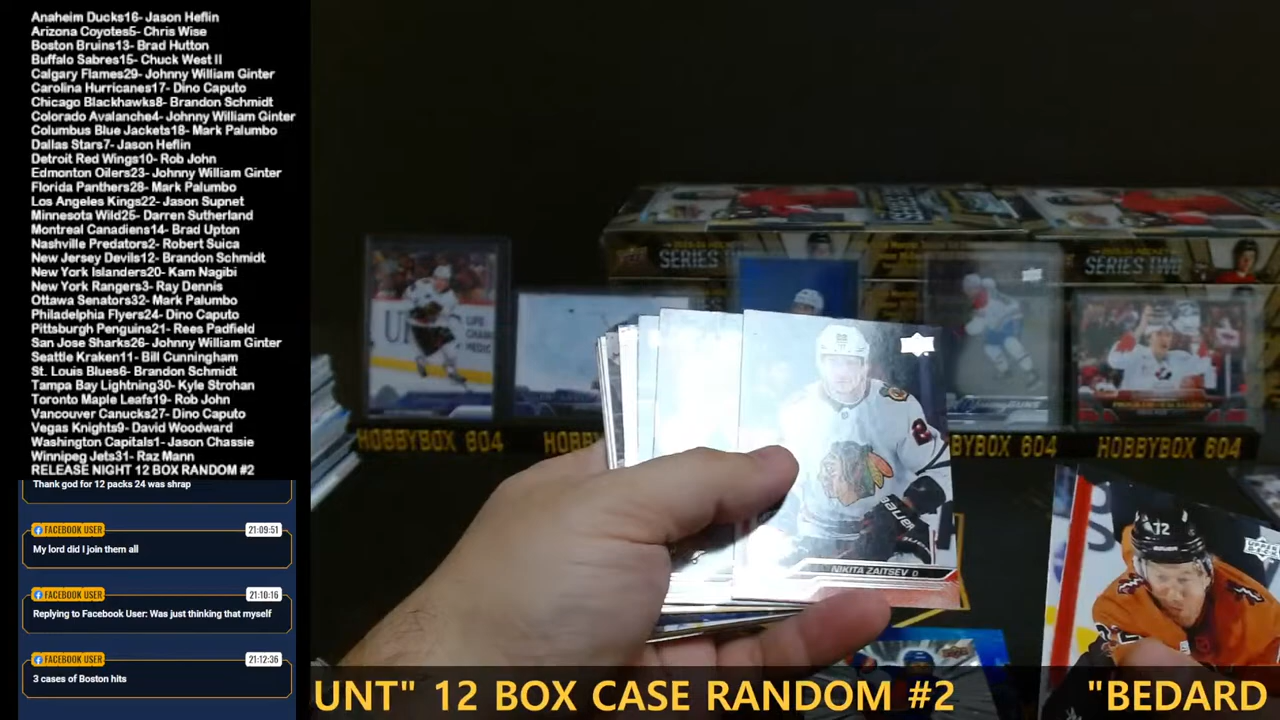 Anaheim Ducks16- Jason Heflin
Arizona Coyotes5- Chris Wise
Boston Bruins13- Brad Hutton
Buffalo Sabres15- Chuck West II
Calgary Flames29- Johnny William Ginter
Carolina Hurricanes17- Dino Caputo
Chicago Blackhawks8- Brandon Schmidt
Colorado Avalanche4- Johnny William Ginter
Columbus Blue Jackets18- Mark Palumbo
Dallas Stars7- Jason Heflin
Detroit Red Wings10- Rob John
Edmonton Oilers23- Johnny William Ginter
Florida Panthers28- Mark Palumbo
Los Angeles Kings22- Jason Supnet
Minnesota Wild25- Darren Sutherland
Montreal Canadiens14- Brad Upton
Nashville Predators2- Robert Suica
New Jersey Devils12- Brandon Schmidt
New York Islanders20- Kam Nagibi
New York Rangers3- Ray Dennis
Ottawa Senators32- Mark Palumbo
Philadelphia Flyers24- Dino Caputo
Pittsburgh Penguins21- Rees Padfield
San Jose Sharks26- Johnny William Ginter
Seattle Kraken11- Bill Cunningham
St. Louis Blues6- Brandon Schmidt
Tampa Bay Lightning30- Kyle Strohan
Toronto Maple Leafs19- Rob John
Vancouver Canucks27- Dino Caputo
Vegas Knights9- David Woodward
Washington Capitals1- Jason Chassie
Winnipeg Jets31- Raz Mann
RELEASE NIGHT 12 BOX RANDOM #2
Thank god for 12 packs 24 was shrap
FACEBOOK USER 21:09:51
My lord did I join them all
FACEBOOK USER 21:10:16
Replying to Facebook User: Was just thinking that myself
FACEBOOK USER 21:12:36
3 cases of Boston hits
SERIES TWO
SERIES TWO
HOBBYBOX 604
HOBBYBOX 604
HOBBYBOX 604
NIKITA ZAITSEV D
UNT" 12 BOX CASE RANDOM #2 "BEDARD